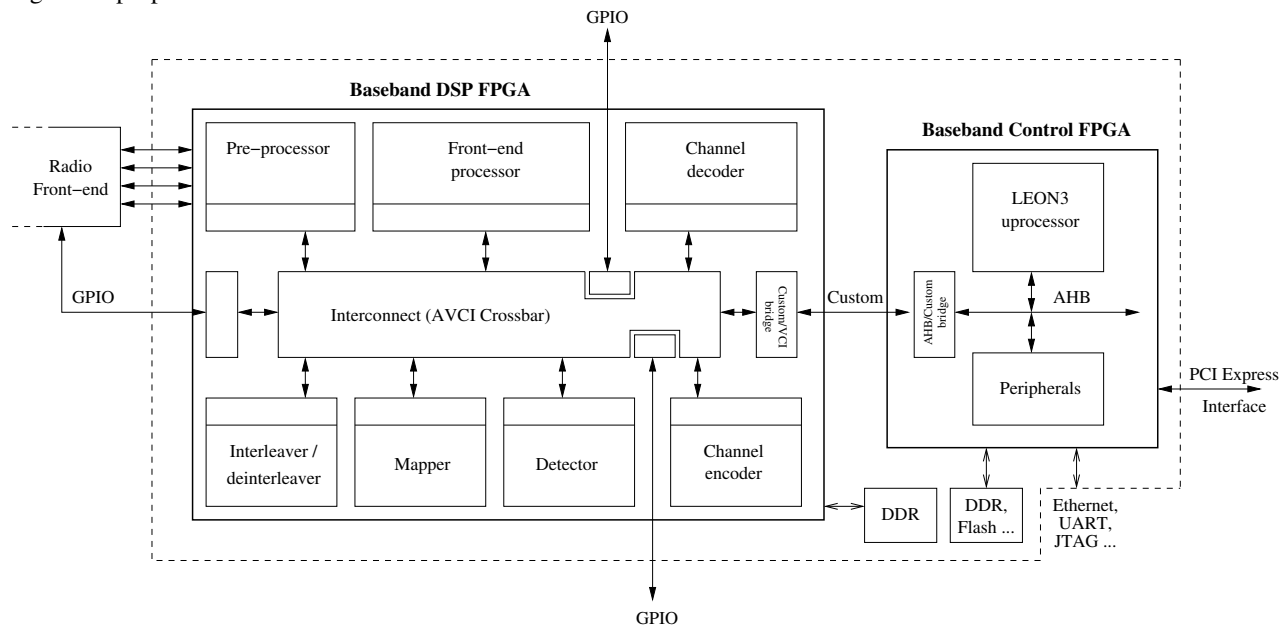 GPIO
Baseband DSP FPGA
Baseband Control FPGA
Radio
Front−end
Pre−processor
Front−end
processor
Channel
decoder
LEON3
uprocessor
GPIO
Interconnect (AVCI Crossbar)
Custom/VCI
bridge
Custom
AHB/Custom
bridge
AHB
Peripherals
PCI Express
Interface
Interleaver /
deinterleaver
Mapper
Detector
Channel
encoder
DDR
DDR,
Flash ...
Ethernet,
UART,
JTAG ...
GPIO